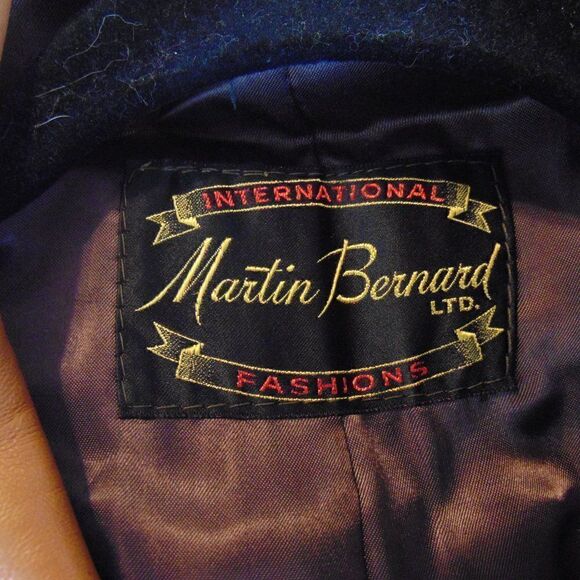 INTERNATIONAL
Martin Bernard
LTD.
FASHIONS